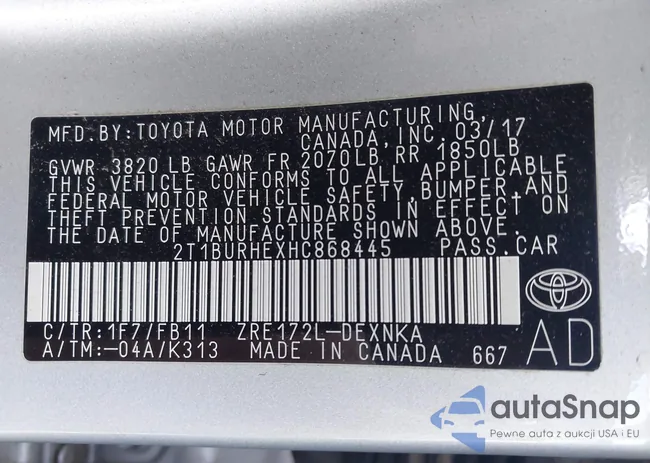 MFD. BY: TOYOTA MOTOR MANUFACTURING,
CANADA, INC. 03/17
GVWR 3820 LB GAWR FR 2070LB, RR 1850LB
THIS VEHICLE CONFORMS TO ALL APPLICABLE
FEDERAL MOTOR VEHICLE SAFETY, BUMPER, AND
THEFT PREVENTION STANDARDS IN EFFECT ON
THE DATE OF MANUFACTURE SHOWN ABOVE.
2T1BURHEXHC868445 PASS. CAR
C/TR: 1F7/FB11 ZRE172L-DEXNKA
A/TM: -04A/K313 MADE IN CANADA 667
AD
autaSnap
Pewne auta z aukcji USA i EU